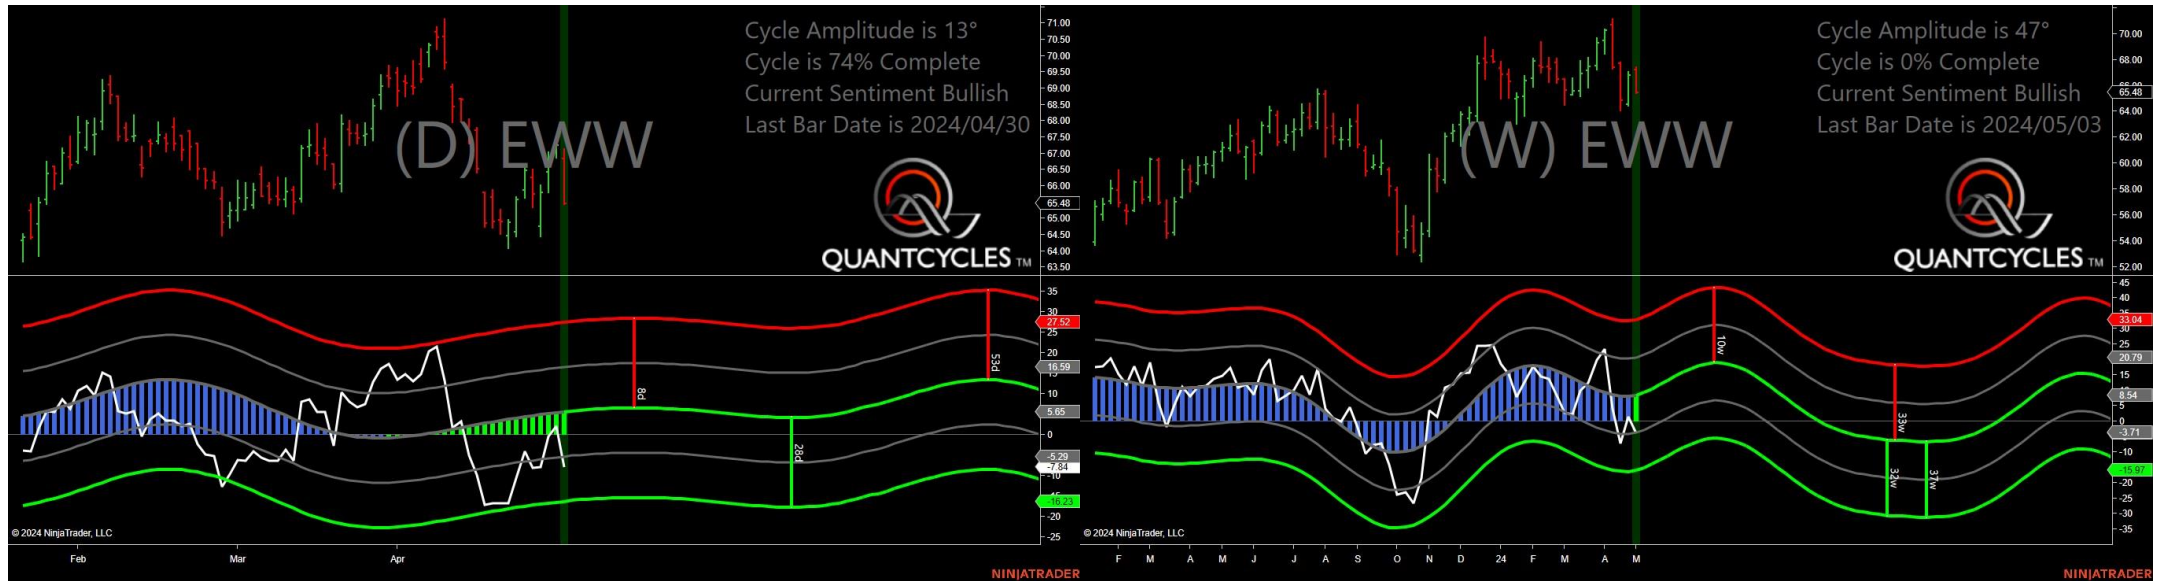 Cycle Amplitude is 13°
Cycle is 74% Complete
Current Sentiment Bullish
Last Bar Date is 2024/04/30
(D) EWW
QUANTCYCLES TM
71.00
70.50
70.00
69.50
69.00
68.50
68.00
67.50
67.00
66.50
66.00
65.48
65.00
64.50
64.00
63.50
35
30
27.52
25
20
16.59
10
5.65
0
-5.29
-7.84
-10
-16.23
-20
-25
8d
28d
53d
© 2024 NinjaTrader, LLC
Feb Mar Apr
NINJATRADER
Cycle Amplitude is 47°
Cycle is 0% Complete
Current Sentiment Bullish
Last Bar Date is 2024/05/03
(W) EWW
QUANTCYCLES TM
70.00
68.00
65.48
64.00
62.00
60.00
58.00
56.00
54.00
52.00
45
40
33.04
30
25
20.79
15
8.54
5
0
-3.71
-10
-15.97
-20
-25
-30
-35
10w
33w
32w
37w
© 2024 NinjaTrader, LLC
F M A M J J A S O N D 24 F M A M
NINJATRADER